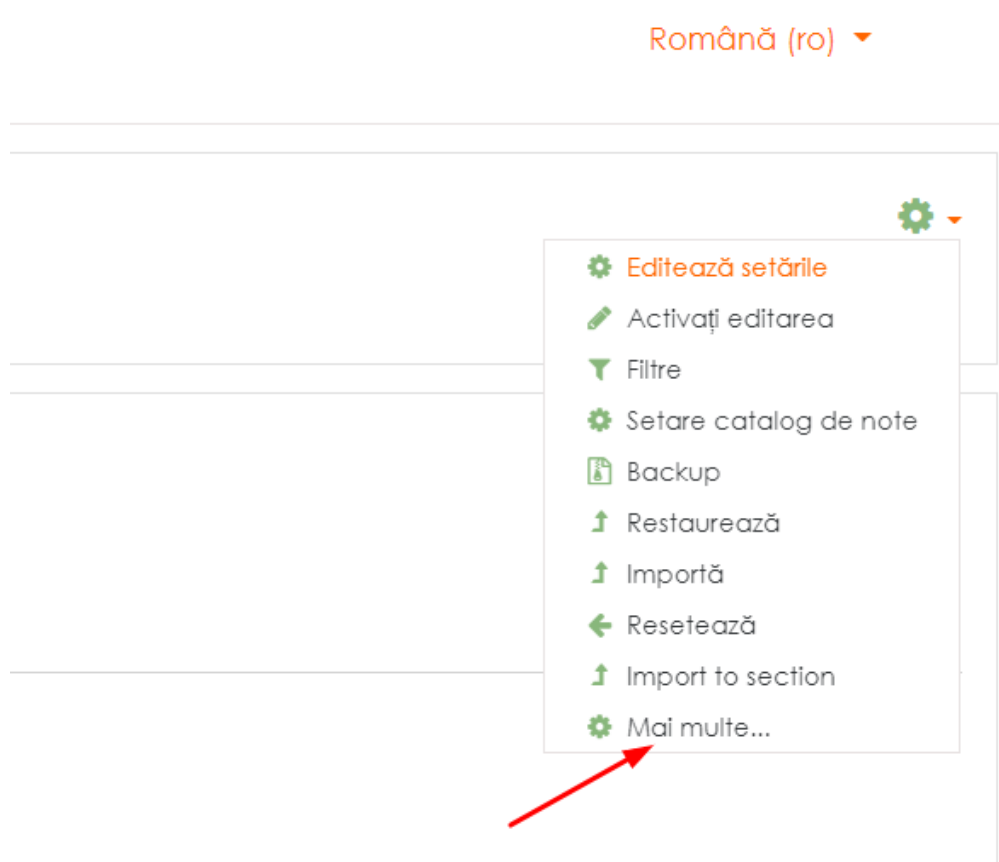 Română (ro)
Editează setările
Activați editarea
Filtre
Setare catalog de note
Backup
Restaurează
Importă
Resetează
Import to section
Mai multe...